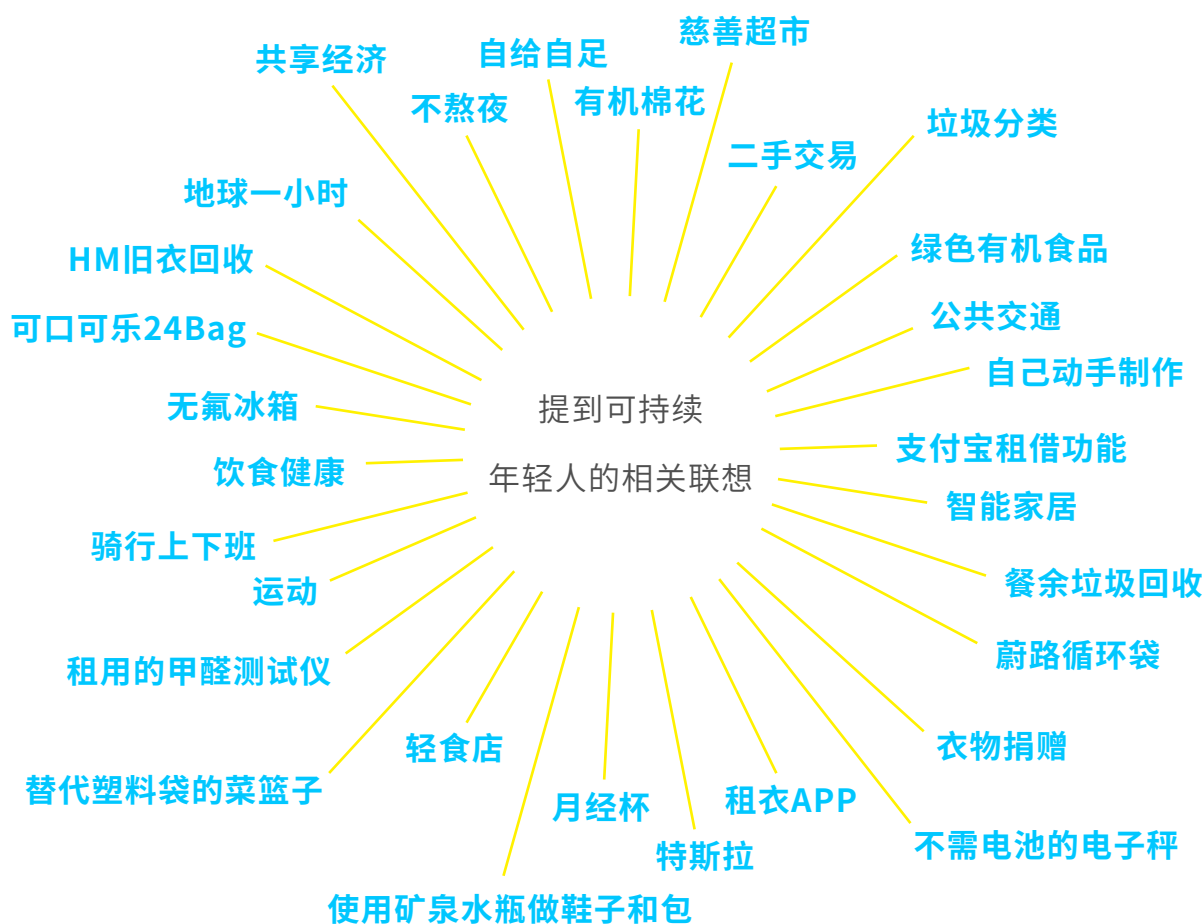 慈善超市
自给自足
共享经济
有机棉花
不熬夜
垃圾分类
二手交易
地球一小时
绿色有机食品
HM旧衣回收
公共交通
可口可乐24Bag
自己动手制作
无氟冰箱
提到可持续
年轻人的相关联想
支付宝租借功能
饮食健康
智能家居
骑行上下班
餐余垃圾回收
运动
蔚路循环袋
租用的甲醛测试仪
衣物捐赠
轻食店
替代塑料袋的菜篮子
月经杯
租衣APP
不需电池的电子秤
特斯拉
使用矿泉水瓶做鞋子和包